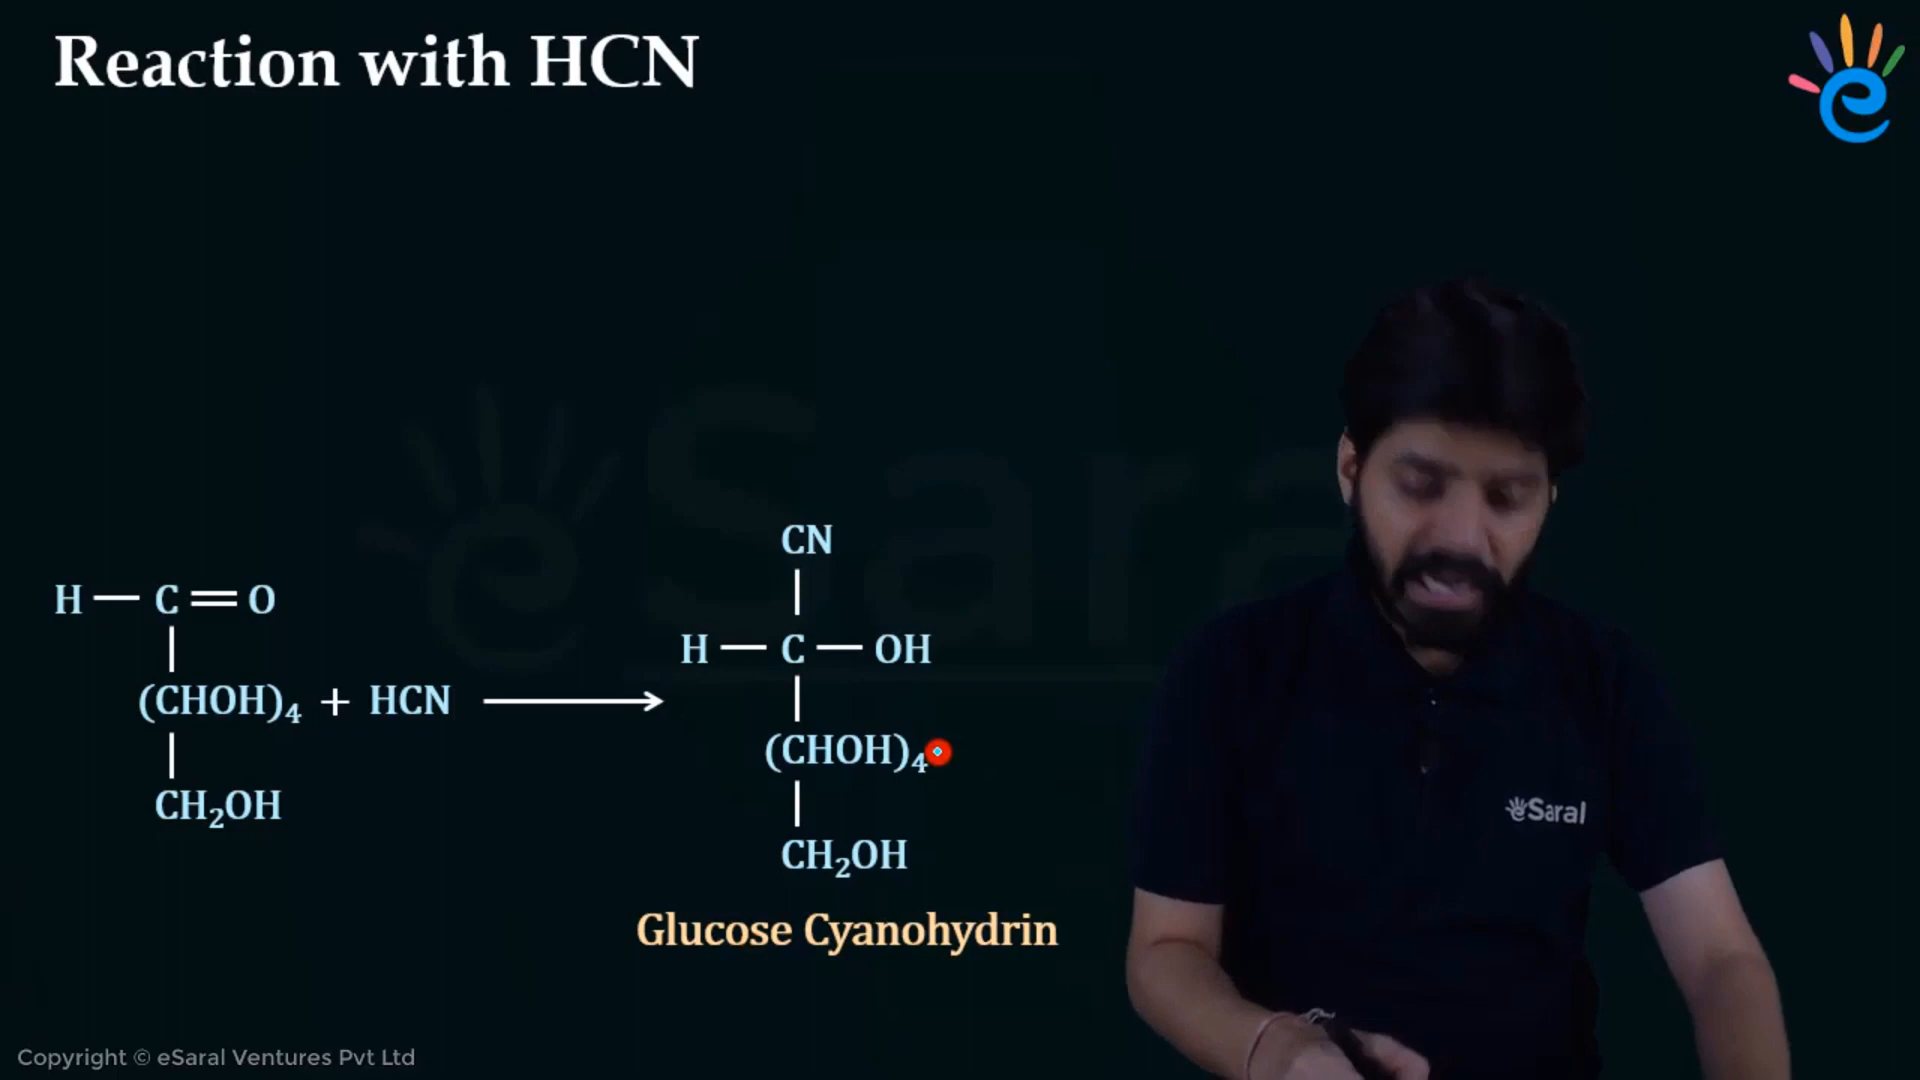 Reaction with HCN
CN
H — C = O
H — C — OH
(CHOH)₄ + HCN ⟶
(CHOH)₄
CH₂OH
CH₂OH
Glucose Cyanohydrin
eSaral
eSaral
Copyright © eSaral Ventures Pvt Ltd